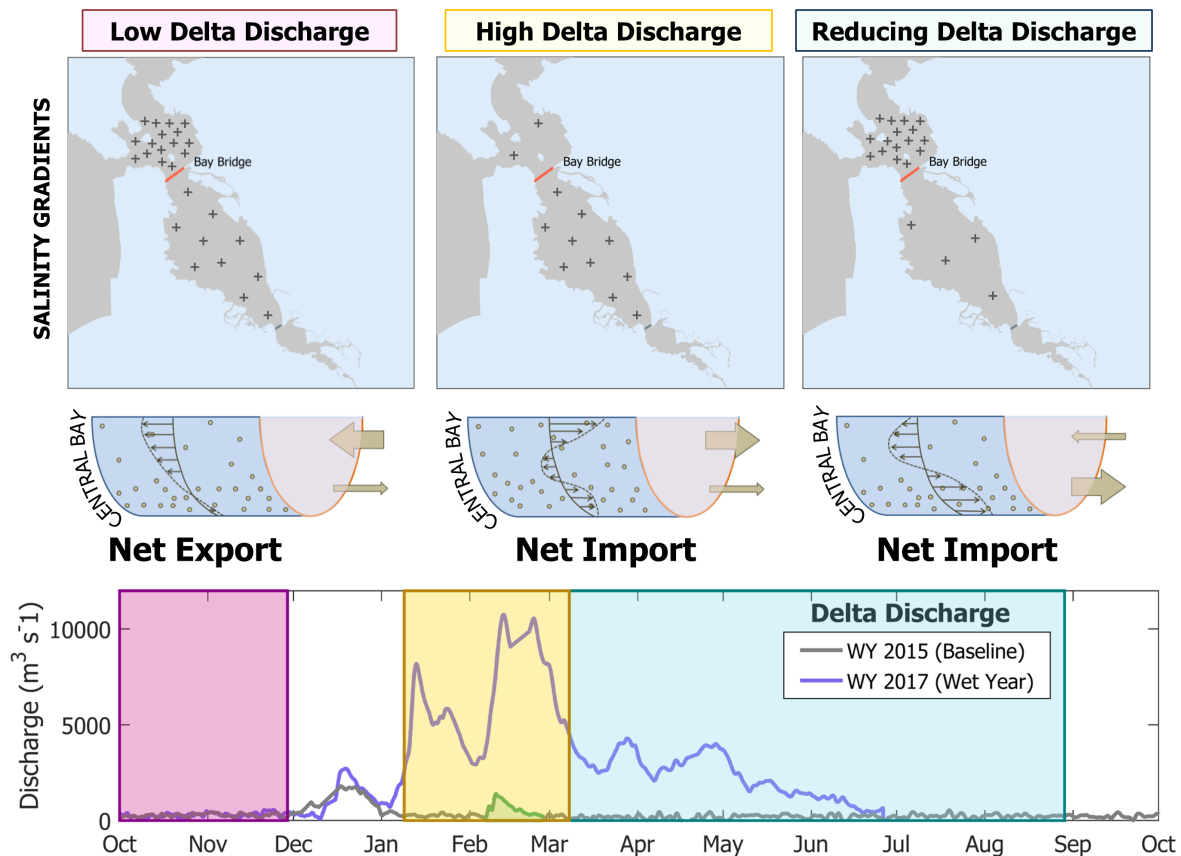 Low Delta Discharge
High Delta Discharge
Reducing Delta Discharge
SALINITY GRADIENTS
Bay Bridge
Bay Bridge
Bay Bridge
CENTRAL BAY
CENTRAL BAY
CENTRAL BAY
Net Export
Net Import
Net Import
Discharge (m³ s-1)
10000
5000
0
Delta Discharge
WY 2015 (Baseline)
WY 2017 (Wet Year)
Oct Nov Dec Jan Feb Mar Apr May Jun Jul Aug Sep Oct